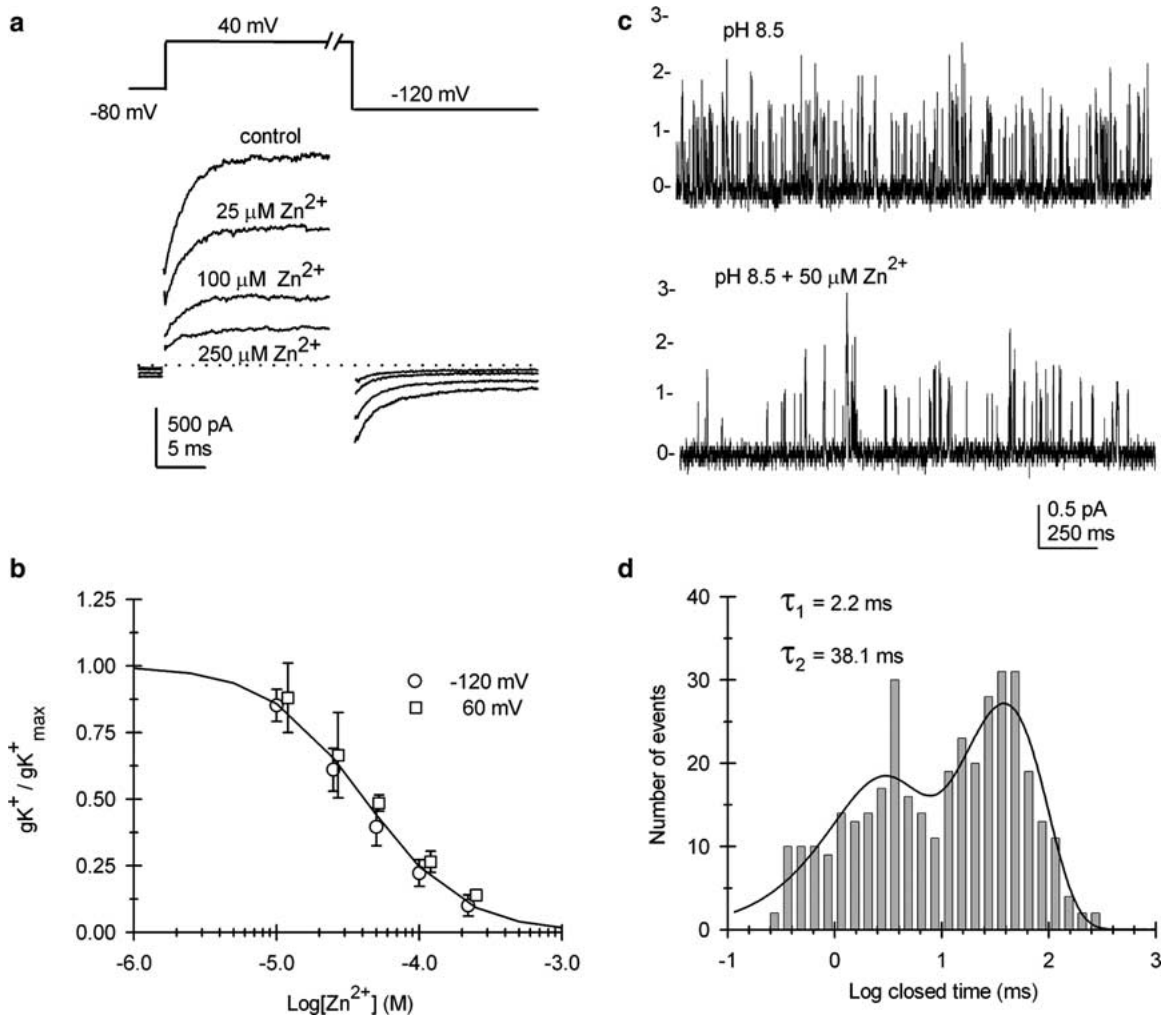 a
40 mV
-80 mV
-120 mV
control
25 μM Zn2+
100 μM Zn2+
250 μM Zn2+
500 pA
5 ms
c
pH 8.5
3-
2-
1-
0-
pH 8.5 + 50 μM Zn2+
3-
2-
1-
0-
0.5 pA
250 ms
b
1.25
1.00
0.75
0.50
0.25
0.00
gK+ / gK+max
-120 mV
60 mV
-6.0 -5.0 -4.0 -3.0
Log[Zn2+] (M)
d
τ1 = 2.2 ms
τ2 = 38.1 ms
40
30
20
10
0
Number of events
-1 0 1 2 3
Log closed time (ms)